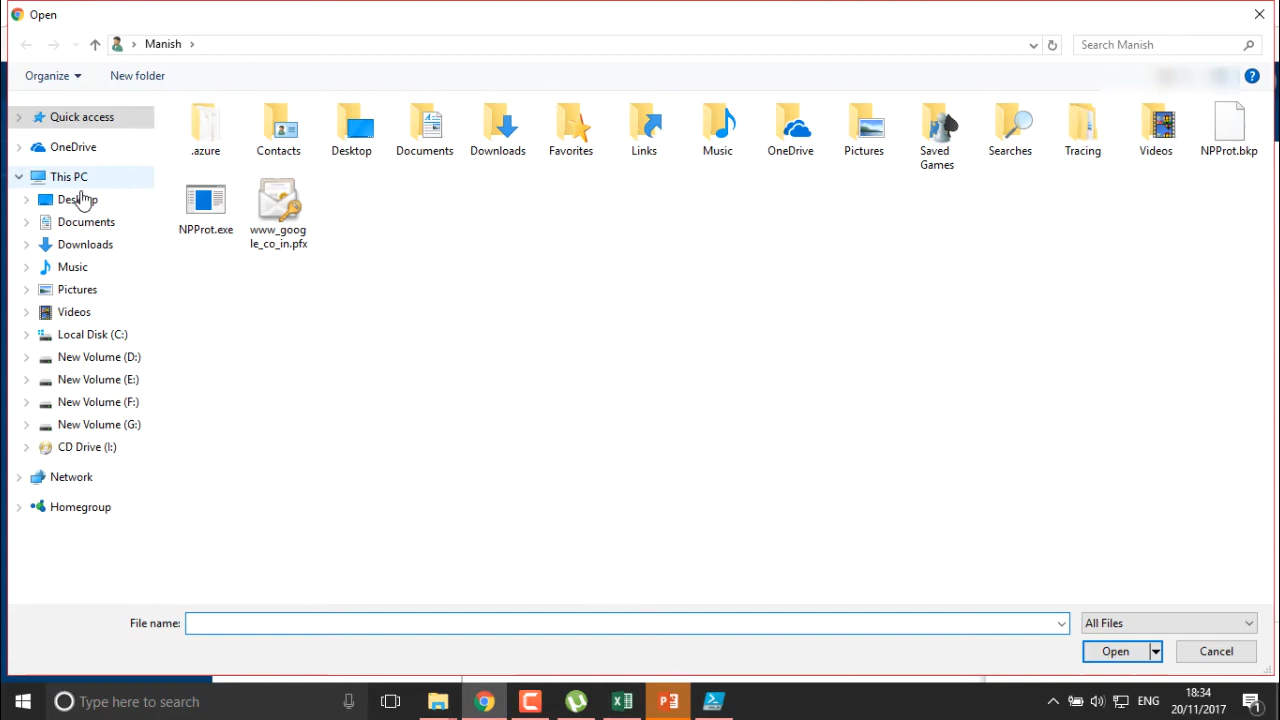 Open
Manish
Search Manish
Organize
New folder
Quick access
OneDrive
This PC
Desktop
Documents
Downloads
Music
Pictures
Videos
Local Disk (C:)
New Volume (D:)
New Volume (E:)
New Volume (F:)
New Volume (G:)
CD Drive (I:)
Network
Homegroup
.azure
Contacts
Desktop
Documents
Downloads
Favorites
Links
Music
OneDrive
Pictures
Saved
Games
Searches
Tracing
Videos
NPProt.bkp
NPProt.exe
www_goog
le_co_in.pfx
File name:
All Files
Open
Cancel
Type here to search
ENG
18:34
20/11/2017
1